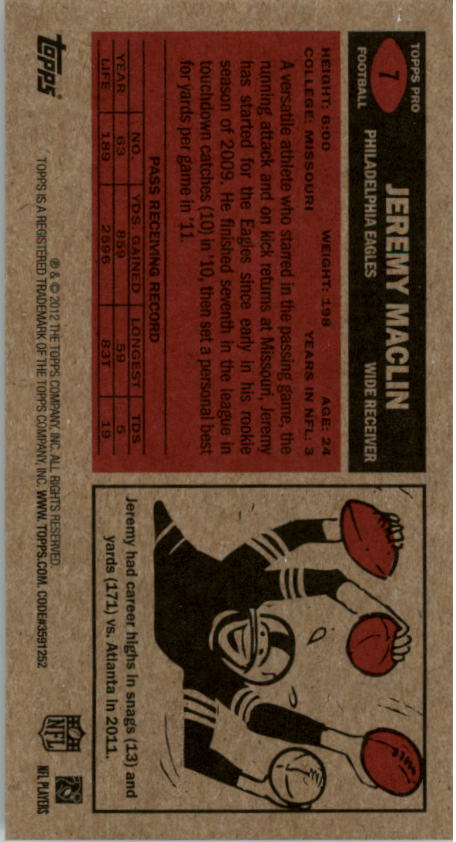 TOPPS PRO
7
FOOTBALL
JEREMY MACLIN
PHILADELPHIA EAGLES WIDE RECEIVER
HEIGHT: 6:00 WEIGHT: 198 AGE: 24
COLLEGE: MISSOURI YEARS IN NFL: 3
A versatile athlete who starred in the passing game, the
running attack and on kick returns at Missouri, Jeremy
has started for the Eagles since early in his rookie
season of 2009. He finished seventh in the league in
touchdown catches (10) in '10, then set a personal best
for yards per game in '11.
PASS RECEIVING RECORD
NO. YDS. GAINED LONGEST TDS
YEAR 63 859 59 5
LIFE 189 2596 83T 19
Jeremy had career highs in snags (13) and
yards (171) vs. Atlanta in 2011.
Topps®
® & © 2012 THE TOPPS COMPANY, INC. ALL RIGHTS RESERVED.
TOPPS IS A REGISTERED TRADEMARK OF THE TOPPS COMPANY, INC. WWW.TOPPS.COM. CODE#3591252
NFL
NFL PLAYERS